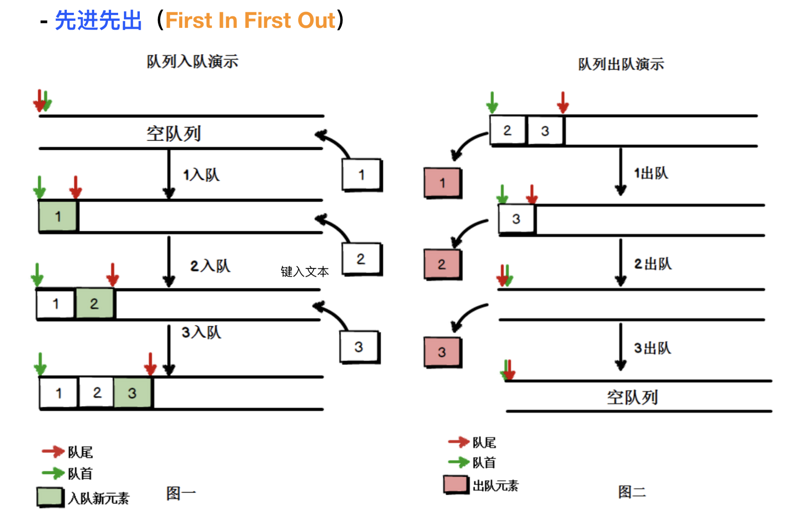 - 先进先出（First In First Out）
队列入队演示
空队列
1
1入队
1
2
2入队
键入文本
1 2
3
3入队
1 2 3
队尾
队首
入队新元素
图一
队列出队演示
2 3
1
1出队
3
2
2出队
3
3出队
空队列
队尾
队首
出队元素
图二